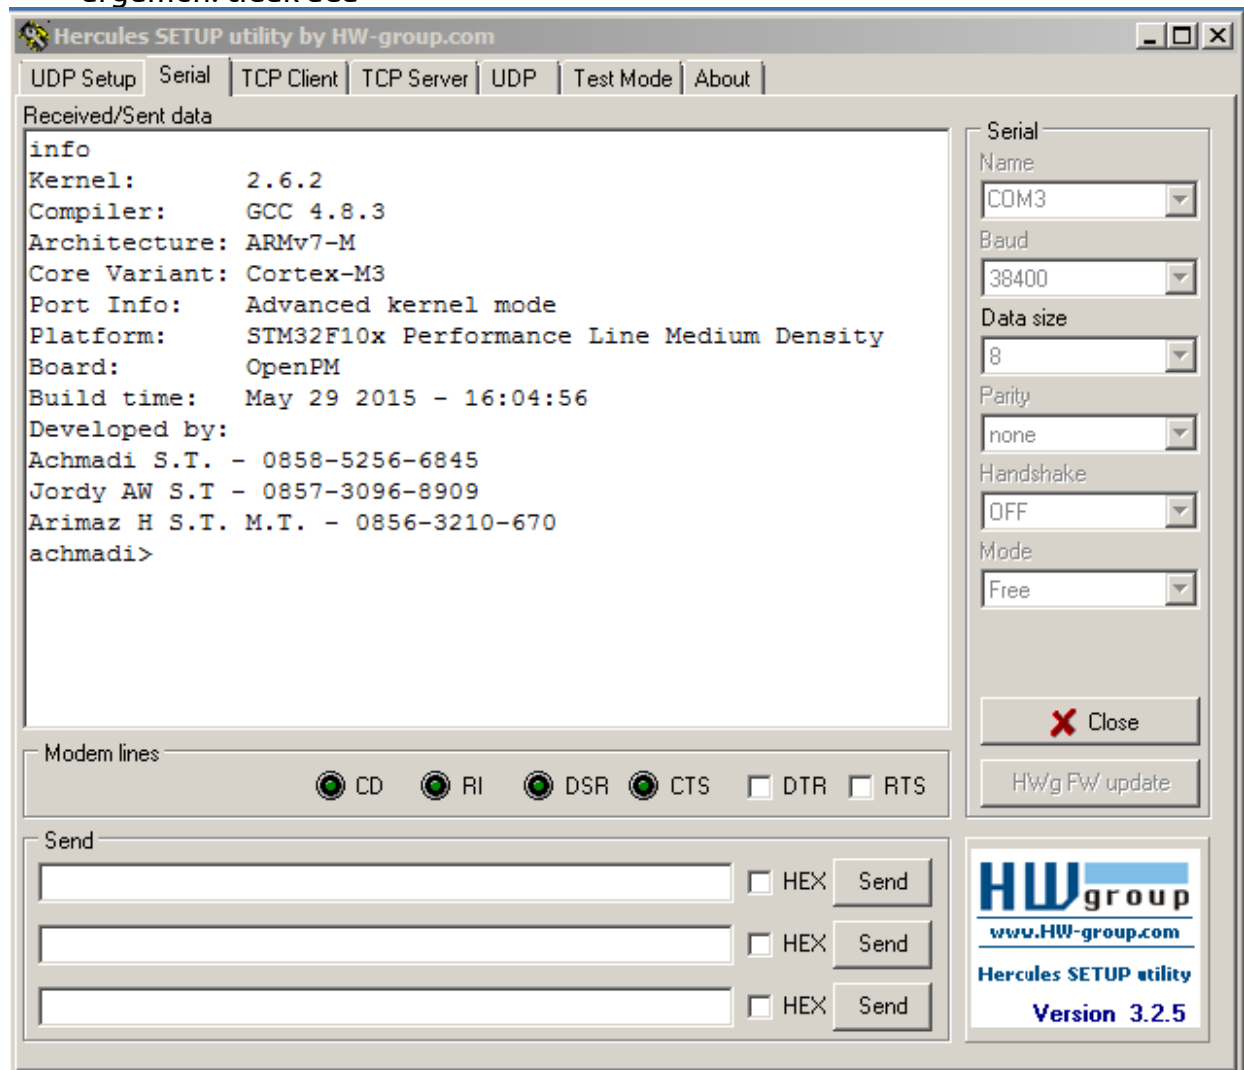 Hercules SETUP utility by HW-group.com
UDP Setup Serial TCP Client TCP Server UDP Test Mode About
Received/Sent data
info
Kernel: 2.6.2
Compiler: GCC 4.8.3
Architecture: ARMv7-M
Core Variant: Cortex-M3
Port Info: Advanced kernel mode
Platform: STM32F10x Performance Line Medium Density
Board: OpenPM
Build time: May 29 2015 - 16:04:56
Developed by:
Achmadi S.T. - 0858-5256-6845
Jordy AW S.T - 0857-3096-8909
Arimaz H S.T. M.T. - 0856-3210-670
achmadi>
Serial
Name
COM3
Baud
38400
Data size
8
Parity
none
Handshake
OFF
Mode
Free
Close
HWg FW update
Modem lines
CD RI DSR CTS DTR RTS
Send
HEX Send
HEX Send
HEX Send
HW group
www.HW-group.com
Hercules SETUP utility
Version 3.2.5